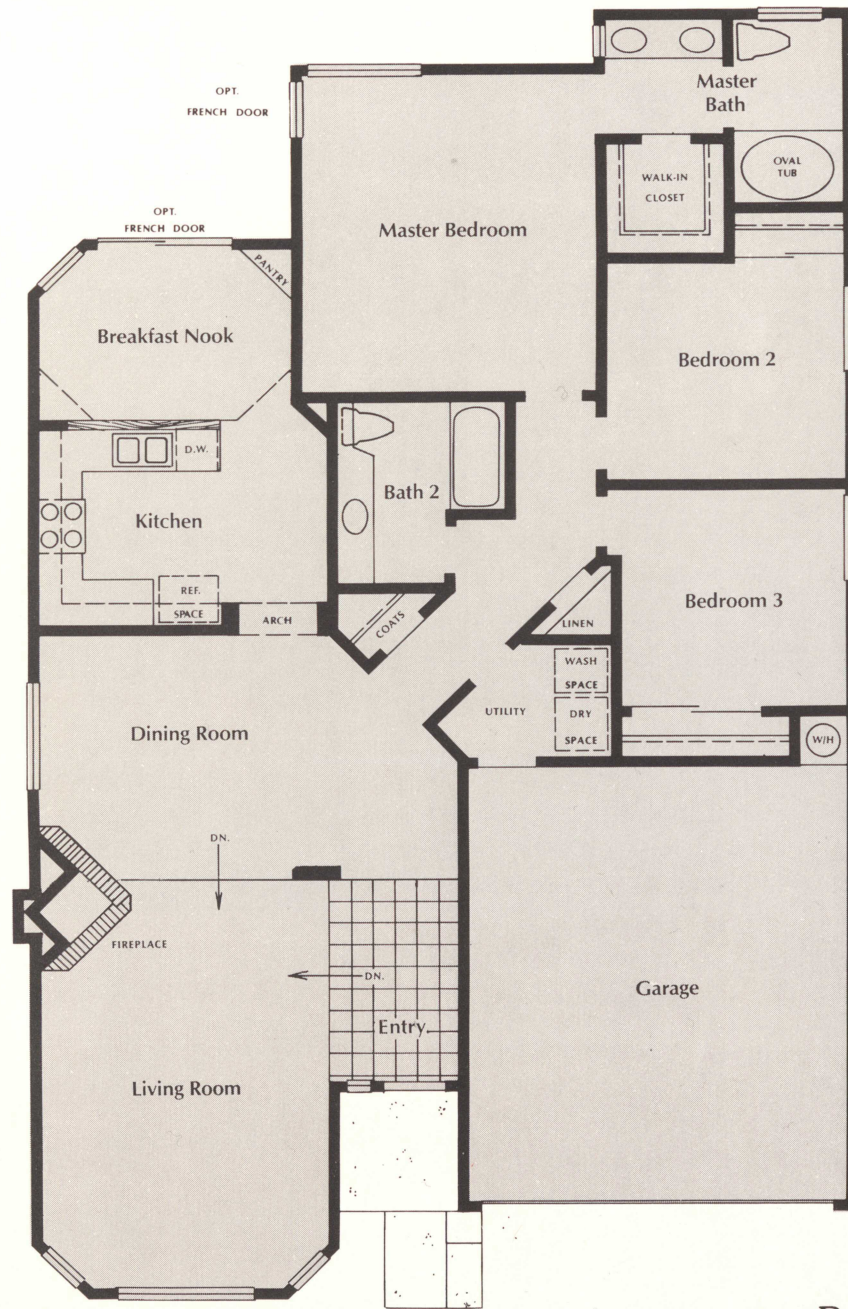 OPT.
FRENCH DOOR
Master
Bath
OVAL
TUB
WALK-IN
CLOSET
OPT.
FRENCH DOOR
Master Bedroom
PANTRY
Breakfast Nook
Bedroom 2
D.W.
Bath 2
Kitchen
REF.
SPACE
ARCH
COATS
LINEN
Bedroom 3
WASH
SPACE
UTILITY
DRY
SPACE
W/H
Dining Room
DN.
FIREPLACE
DN.
Entry
Garage
Living Room